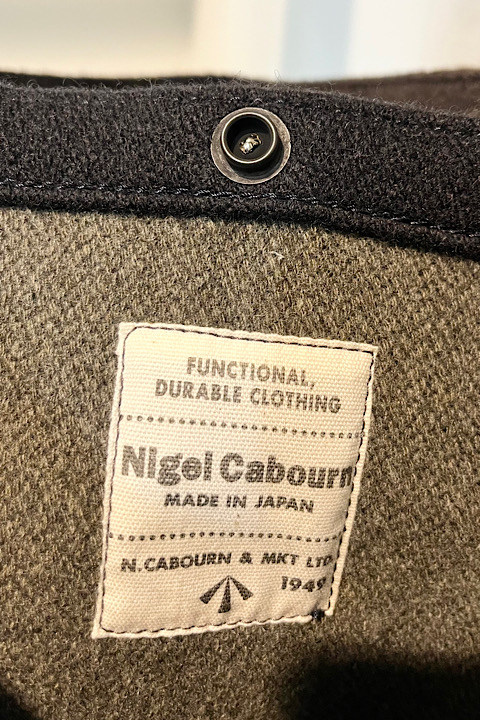 FUNCTIONAL,
DURABLE CLOTHING
Nigel Cabourn
MADE IN JAPAN
N.CABOURN & MKT LTD
1949